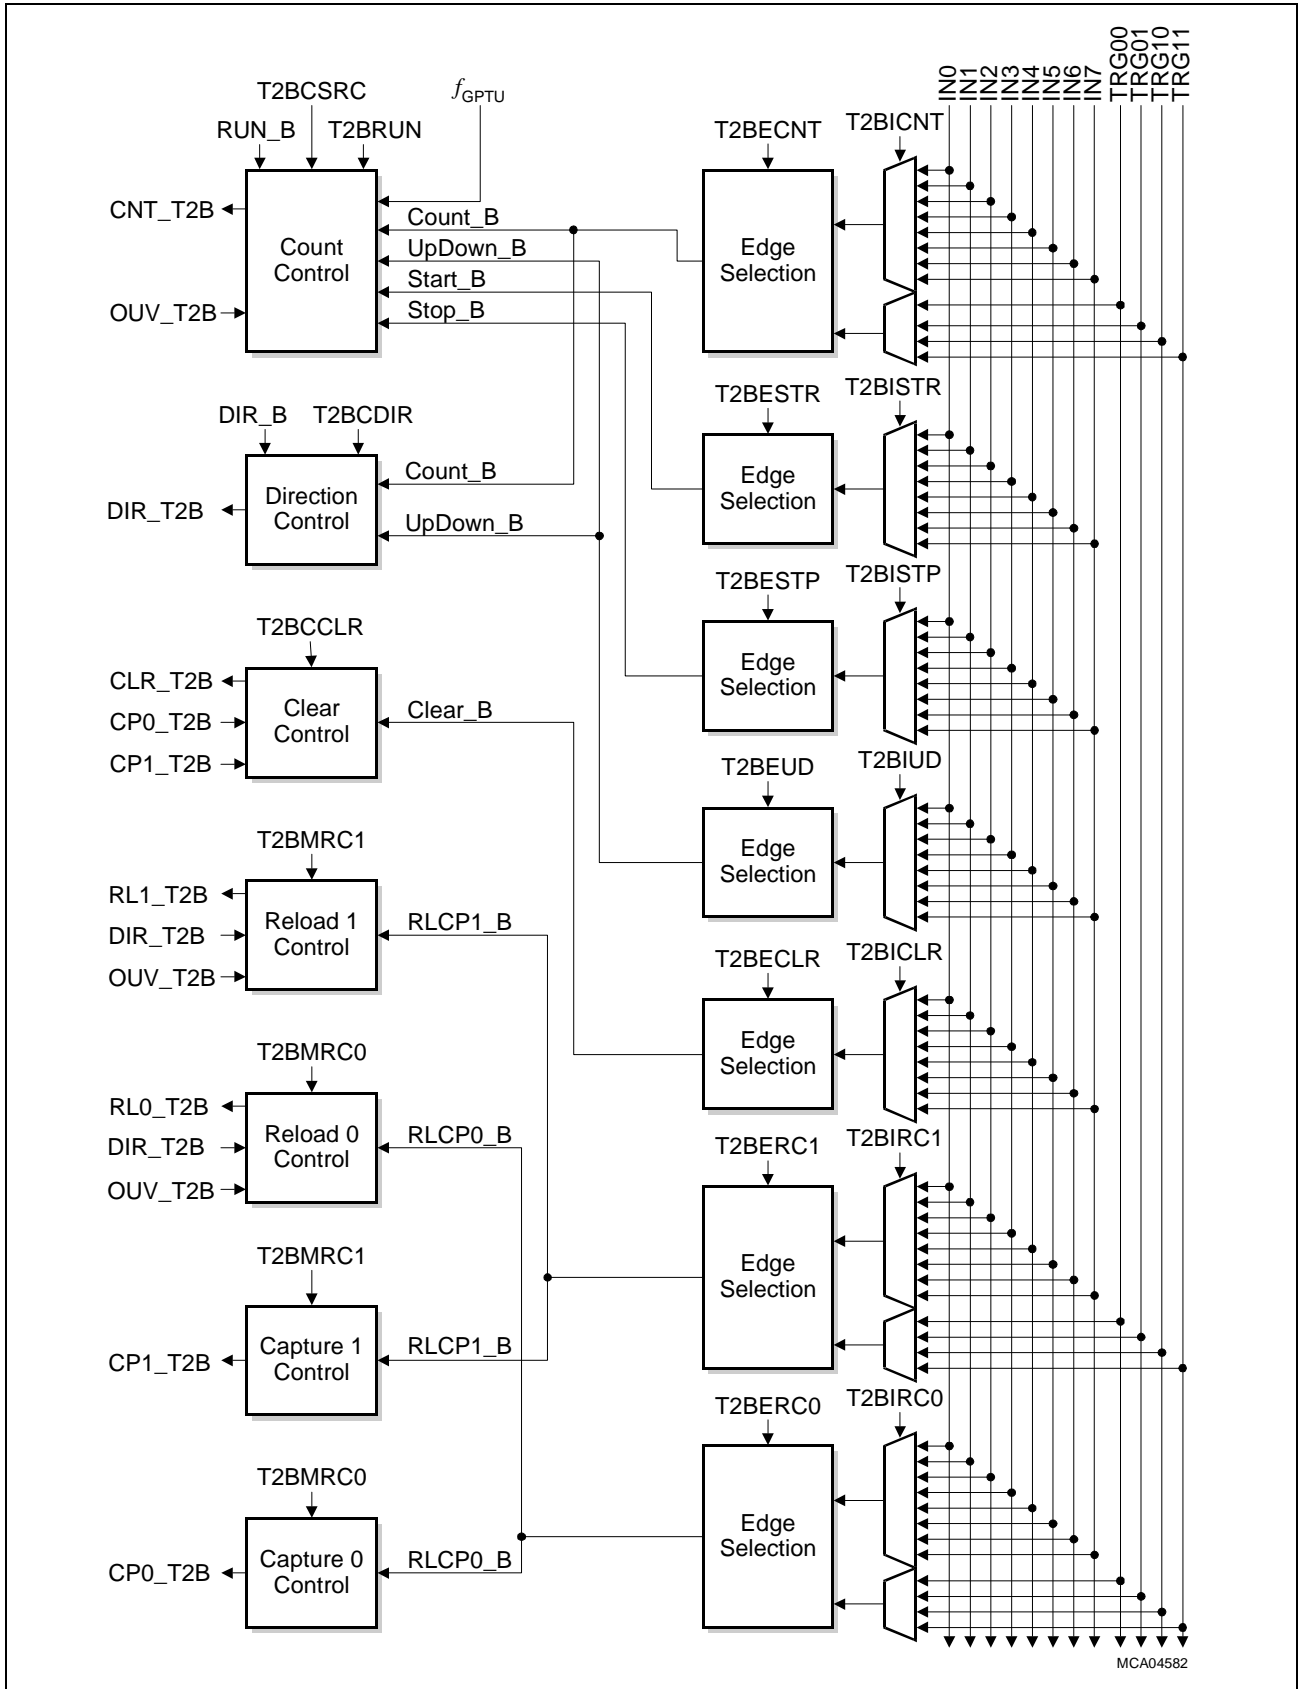 IN0
IN1
IN2
IN3
IN4
IN5
IN6
IN7
TRG00
TRG01
TRG10
TRG11
T2BCSRC
fGPTU
RUN_B T2BRUN
T2BECNT
T2BICNT
CNT_T2B
Count
Control
Count_B
UpDown_B
Start_B
Stop_B
OUV_T2B
Edge
Selection
DIR_B T2BCDIR
T2BESTR
T2BISTR
DIR_T2B
Direction
Control
Count_B
UpDown_B
Edge
Selection
T2BESTP
T2BISTP
T2BCCLR
CLR_T2B
CP0_T2B
CP1_T2B
Clear
Control
Clear_B
Edge
Selection
T2BEUD
T2BIUD
T2BMRC1
RL1_T2B
DIR_T2B
OUV_T2B
Reload 1
Control
RLCP1_B
Edge
Selection
T2BECLR
T2BICLR
T2BMRC0
RL0_T2B
DIR_T2B
OUV_T2B
Reload 0
Control
RLCP0_B
Edge
Selection
T2BERC1
T2BIRC1
T2BMRC1
CP1_T2B
Capture 1
Control
RLCP1_B
Edge
Selection
T2BERC0
T2BIRC0
T2BMRC0
CP0_T2B
Capture 0
Control
RLCP0_B
Edge
Selection
MCA04582